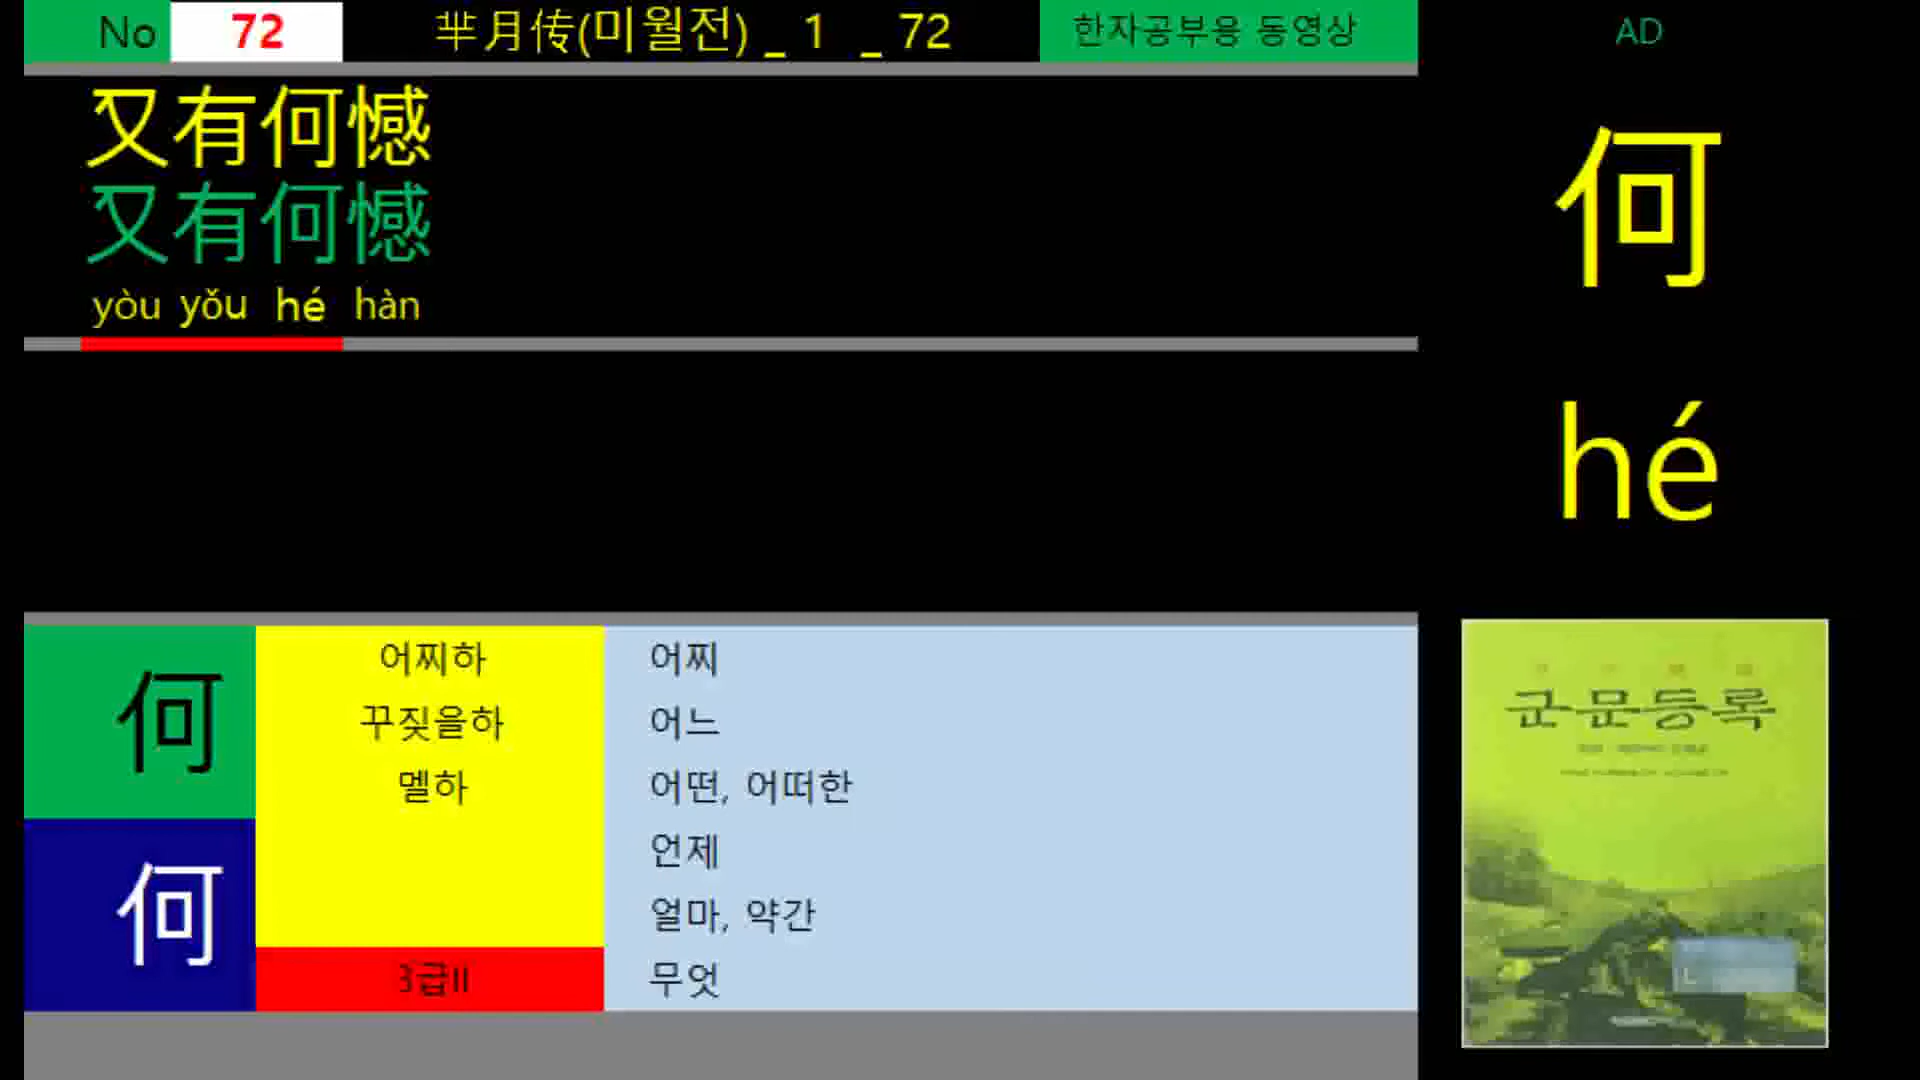 No 72 芈月传(미월전) _ 1 _ 72 한자공부용 동영상 AD
又有何憾
又有何憾
yòu yǒu hé hàn
何
hé
何
何
어찌하
꾸짖을하
멜하
3급II
어찌
어느
어떤, 어떠한
언제
얼마, 약간
무엇
군문등록